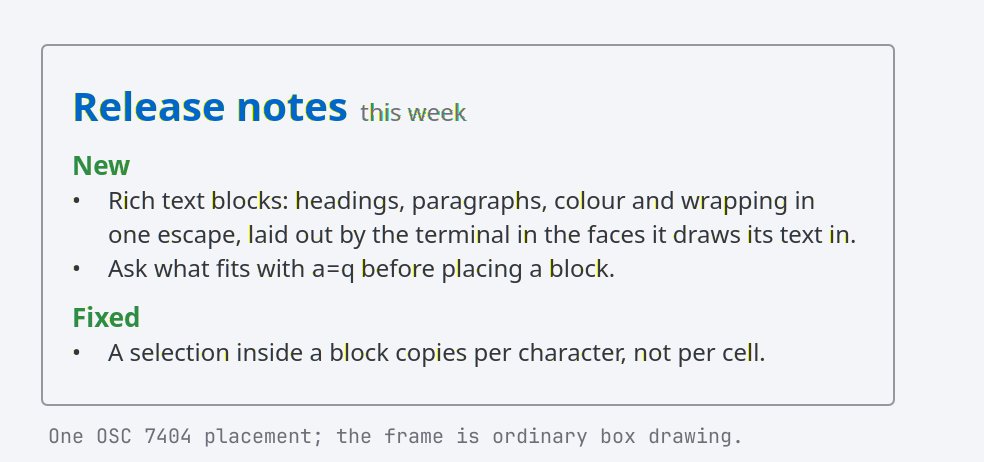 Release notes this week
New
• Rich text blocks: headings, paragraphs, colour and wrapping in
one escape, laid out by the terminal in the faces it draws its text in.
• Ask what fits with a=q before placing a block.
Fixed
• A selection inside a block copies per character, not per cell.
One OSC 7404 placement; the frame is ordinary box drawing.